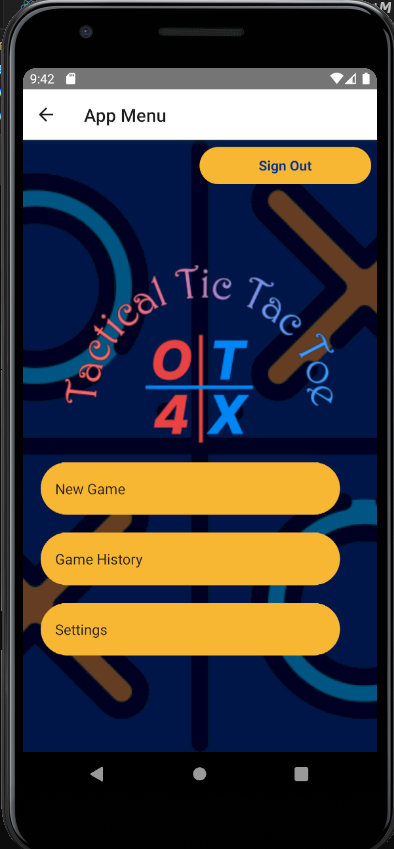 M
9:42
App Menu
Sign Out
Tactical Tic Tac Toe
O T
4 X
New Game
Game History
Settings